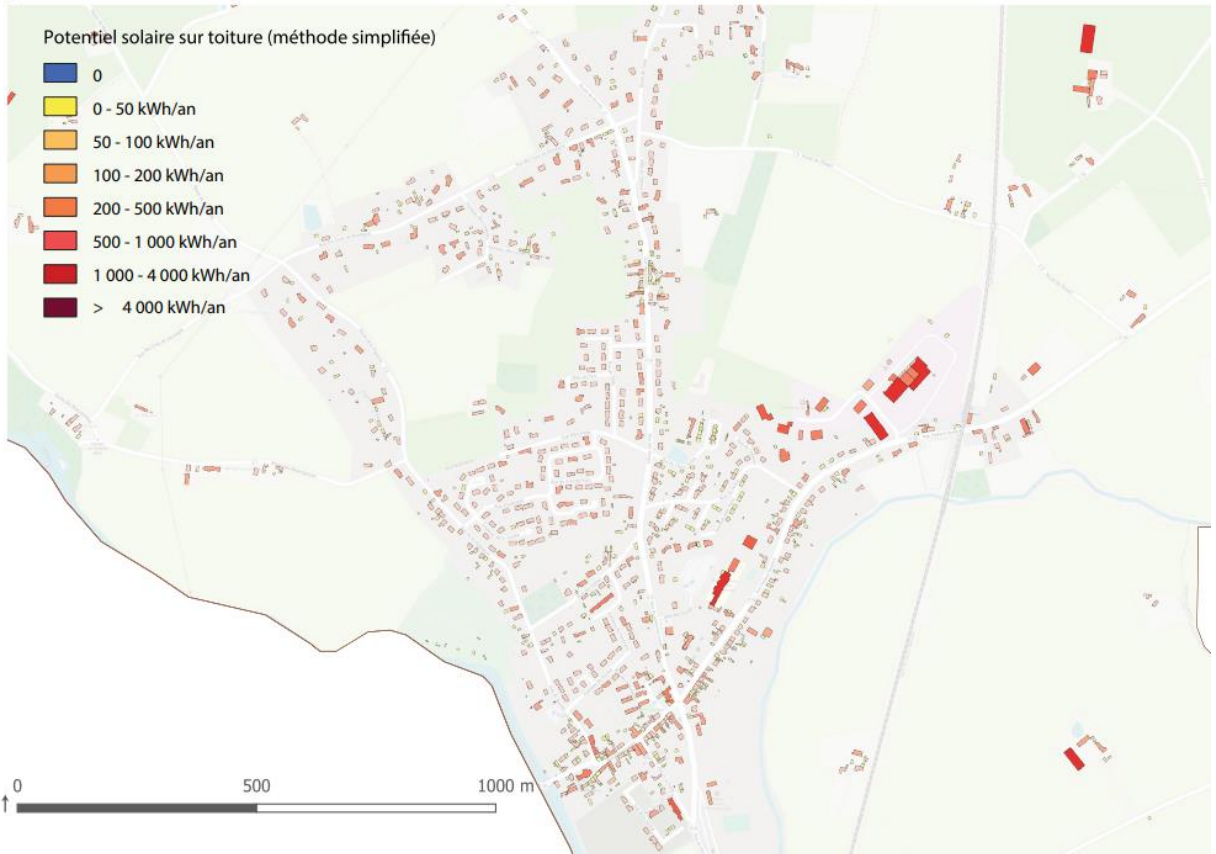 Potentiel solaire sur toiture (méthode simplifiée)
0
0 - 50 kWh/an
50 - 100 kWh/an
100 - 200 kWh/an
200 - 500 kWh/an
500 - 1 000 kWh/an
1 000 - 4 000 kWh/an
> 4 000 kWh/an
0
500
1000 m